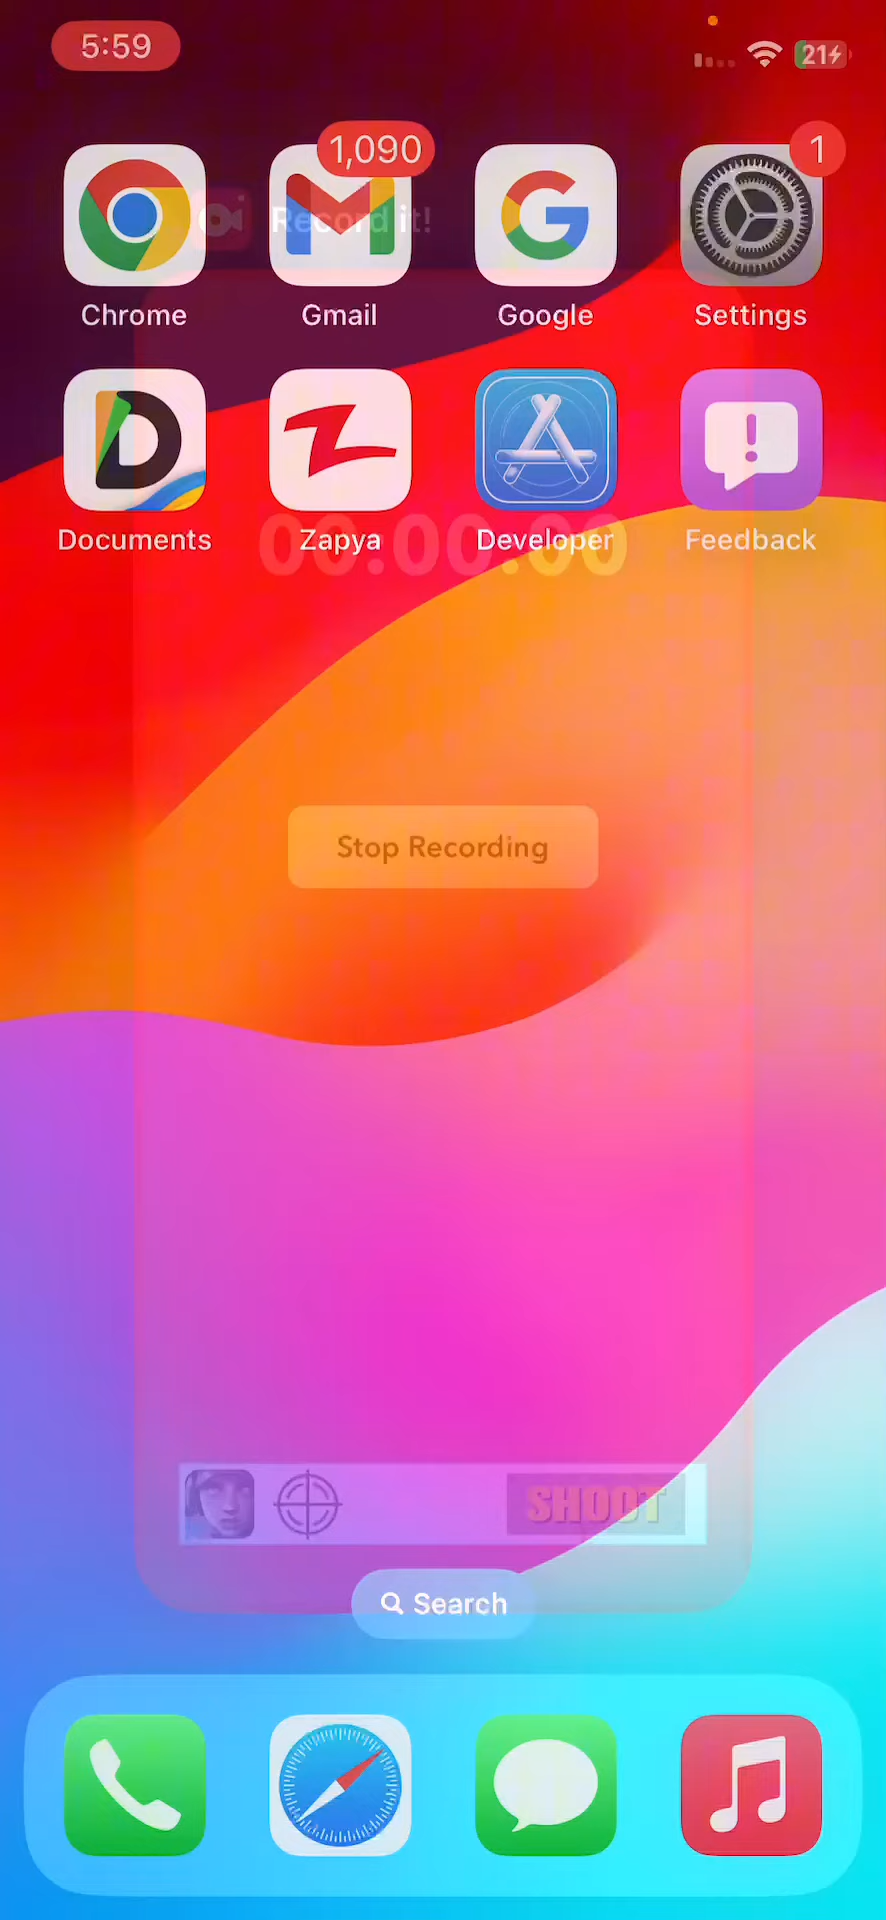 5:59
21
1,090
1
Record it!
Chrome
Gmail
Google
Settings
Documents
Zapya
Developer
Feedback
00:00:00
Stop Recording
SHOOT
Search